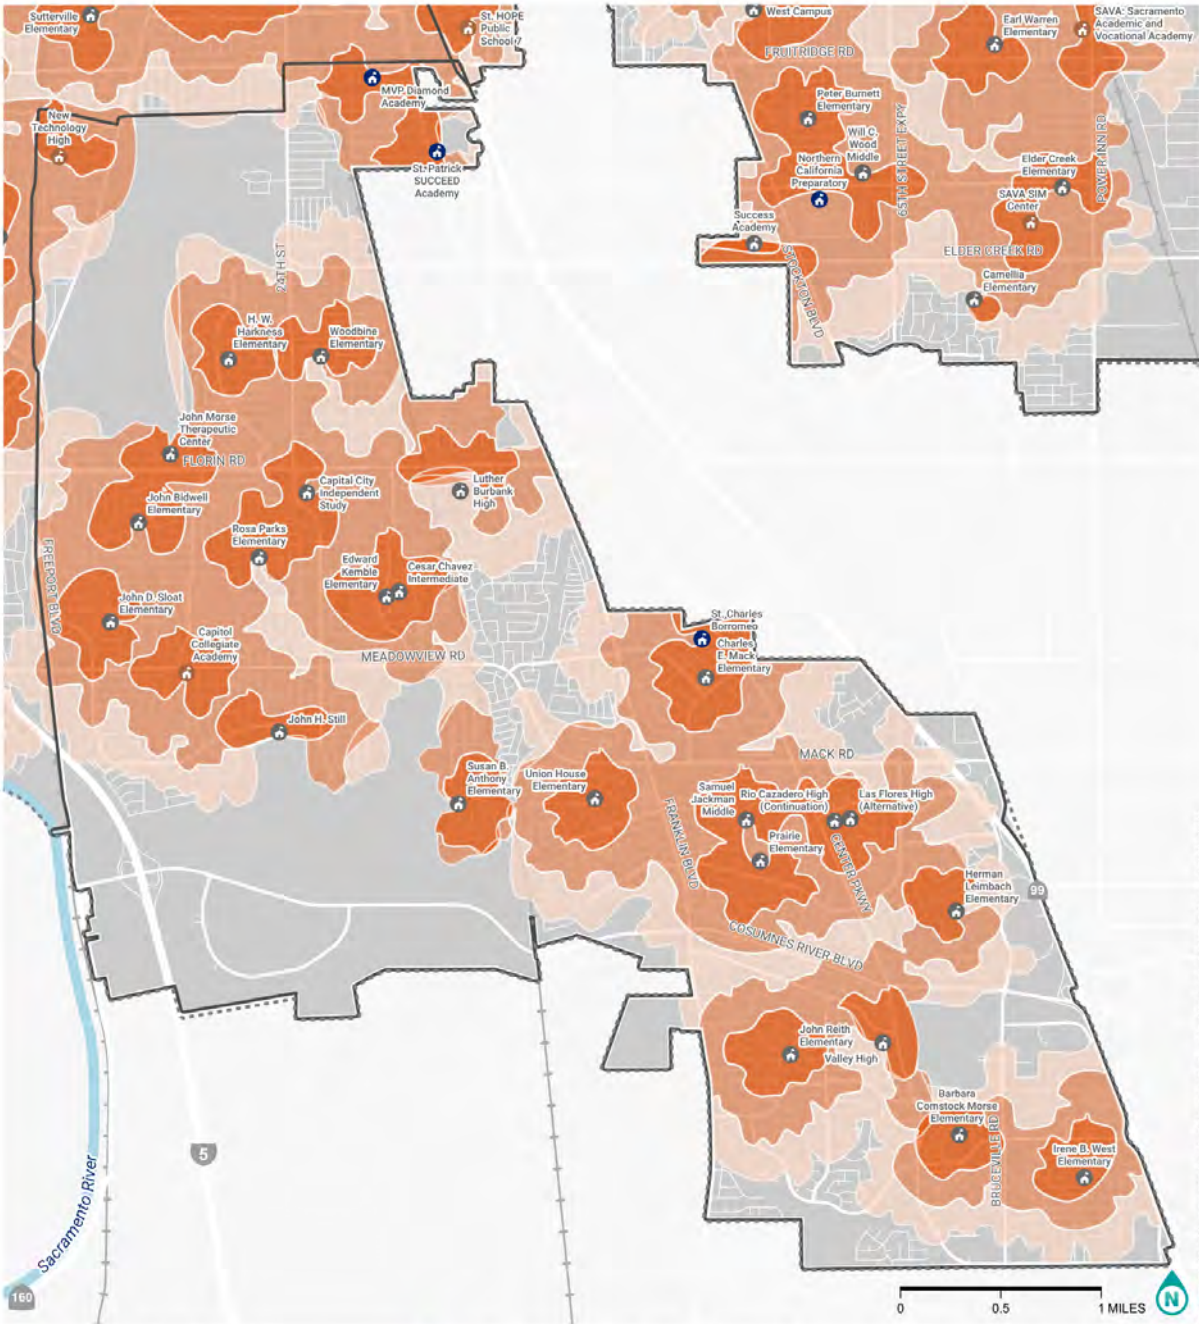 Sutterville
Elementary
St. HOPE
Public
School 7
West Campus
Earl Warren
Elementary
SAVA: Sacramento
Academic and
Vocational Academy
FRUITRIDGE RD
MVP Diamond
Academy
Peter Burnett
Elementary
New
Technology
High
Will C.
Wood
Middle
65TH STREET EXPY
POWER INN RD
St. Patrick
SUCCEED
Academy
Northern
California
Preparatory
Elder Creek
Elementary
SAVA SIM
Center
Success
Academy
24TH ST
STOCKTON BLVD
ELDER CREEK RD
Camellia
Elementary
H. W.
Harkness
Elementary
Woodbine
Elementary
John Morse
Therapeutic
Center
FLORIN RD
Capital City
Independent
Study
Luther
Burbank
High
John Bidwell
Elementary
Rosa Parks
Elementary
FREEPORT BLVD
Edward
Kemble
Elementary
Cesar Chavez
Intermediate
John D. Sloat
Elementary
Capitol
Collegiate
Academy
St. Charles
Borromeo
Charles
E. Mack
Elementary
MEADOWVIEW RD
John H. Still
MACK RD
Susan B.
Anthony
Elementary
Union House
Elementary
Samuel
Jackman
Middle
Rio Cazadero High
(Continuation)
Las Flores High
(Alternative)
FRANKLIN BLVD
Prairie
Elementary
CENTER PKWY
Herman
Leimbach
Elementary
99
COSUMNES RIVER BLVD
John Reith
Elementary
Valley High
Barbara
Comstock Morse
Elementary
BRUCEVILLE RD
Irene B. West
Elementary
5
Sacramento River
160
0 0.5 1 MILES
N